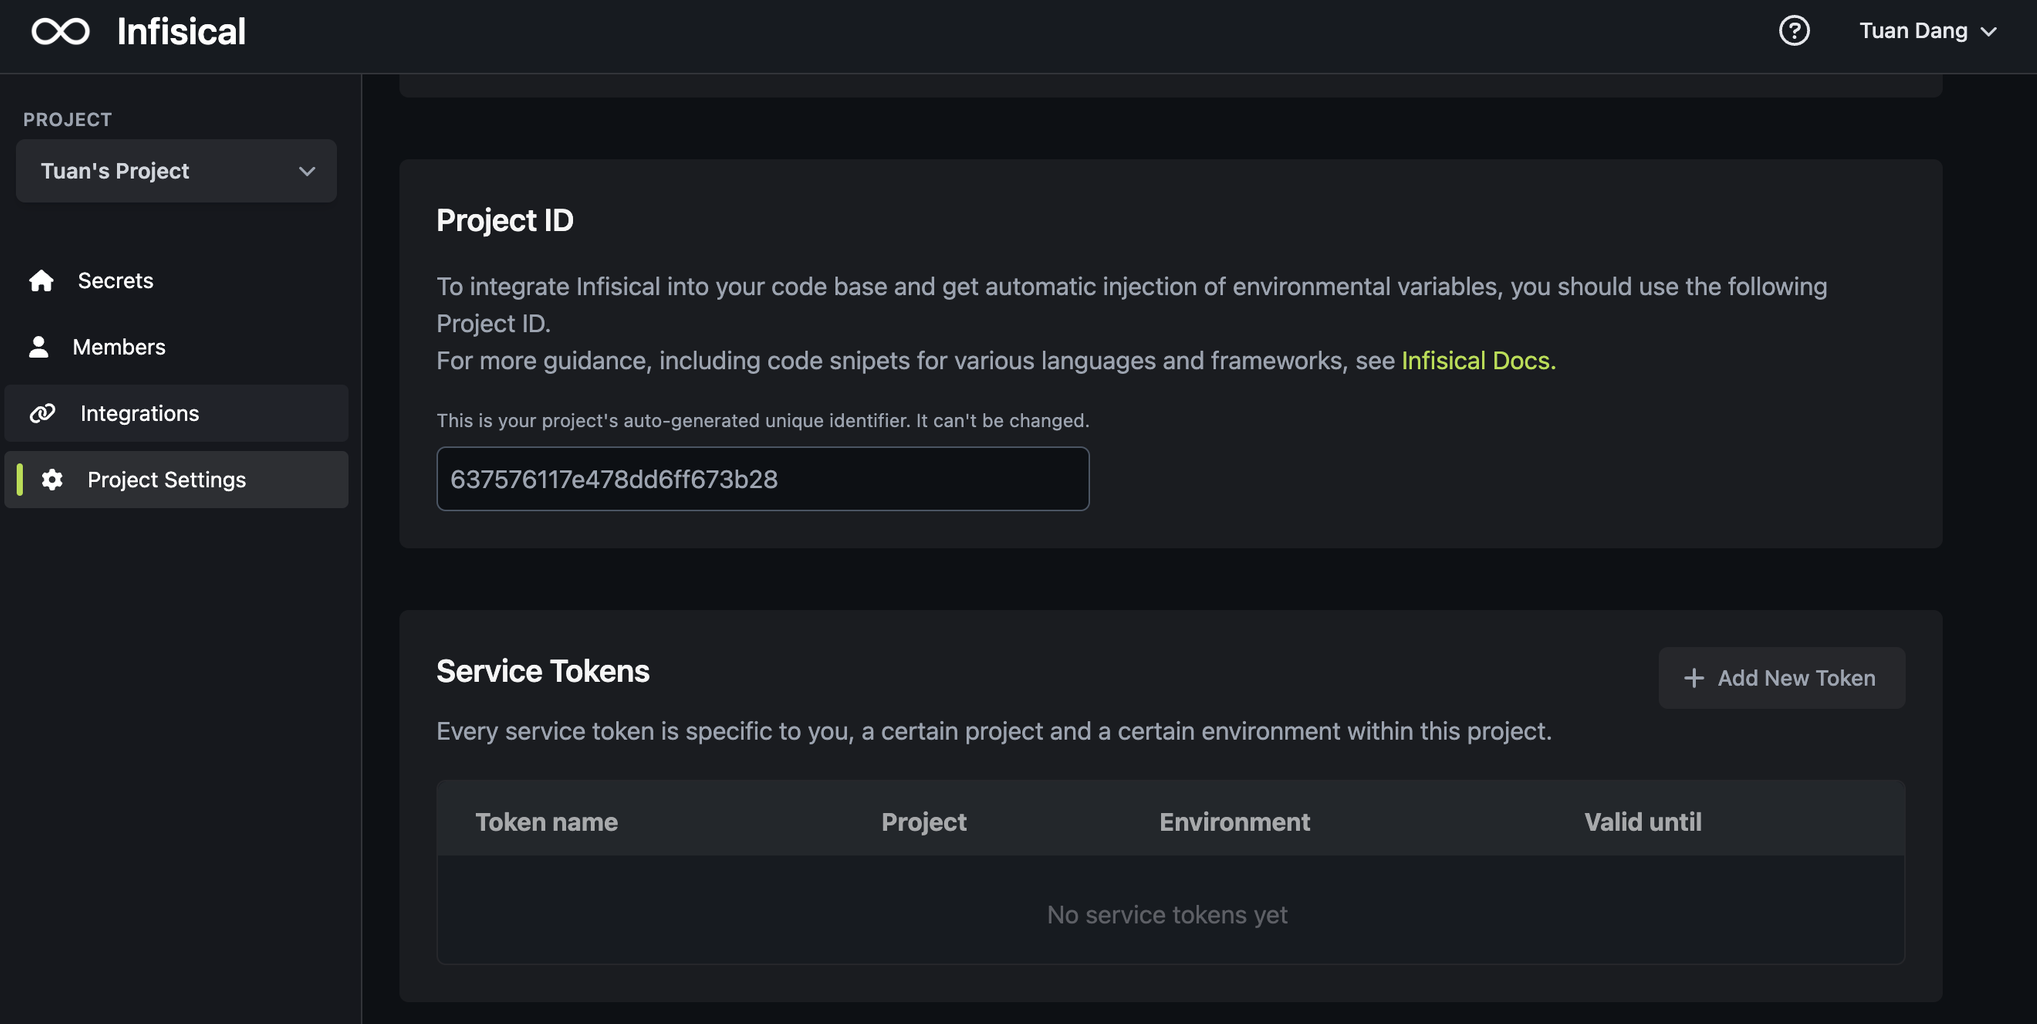 Infisical
Tuan Dang
PROJECT
Tuan's Project
Secrets
Members
Integrations
Project Settings
Project ID
To integrate Infisical into your code base and get automatic injection of environmental variables, you should use the following
Project ID.
For more guidance, including code snipets for various languages and frameworks, see Infisical Docs.
This is your project's auto-generated unique identifier. It can't be changed.
637576117e478dd6ff673b28
Service Tokens
Add New Token
Every service token is specific to you, a certain project and a certain environment within this project.
Token name Project Environment Valid until
No service tokens yet